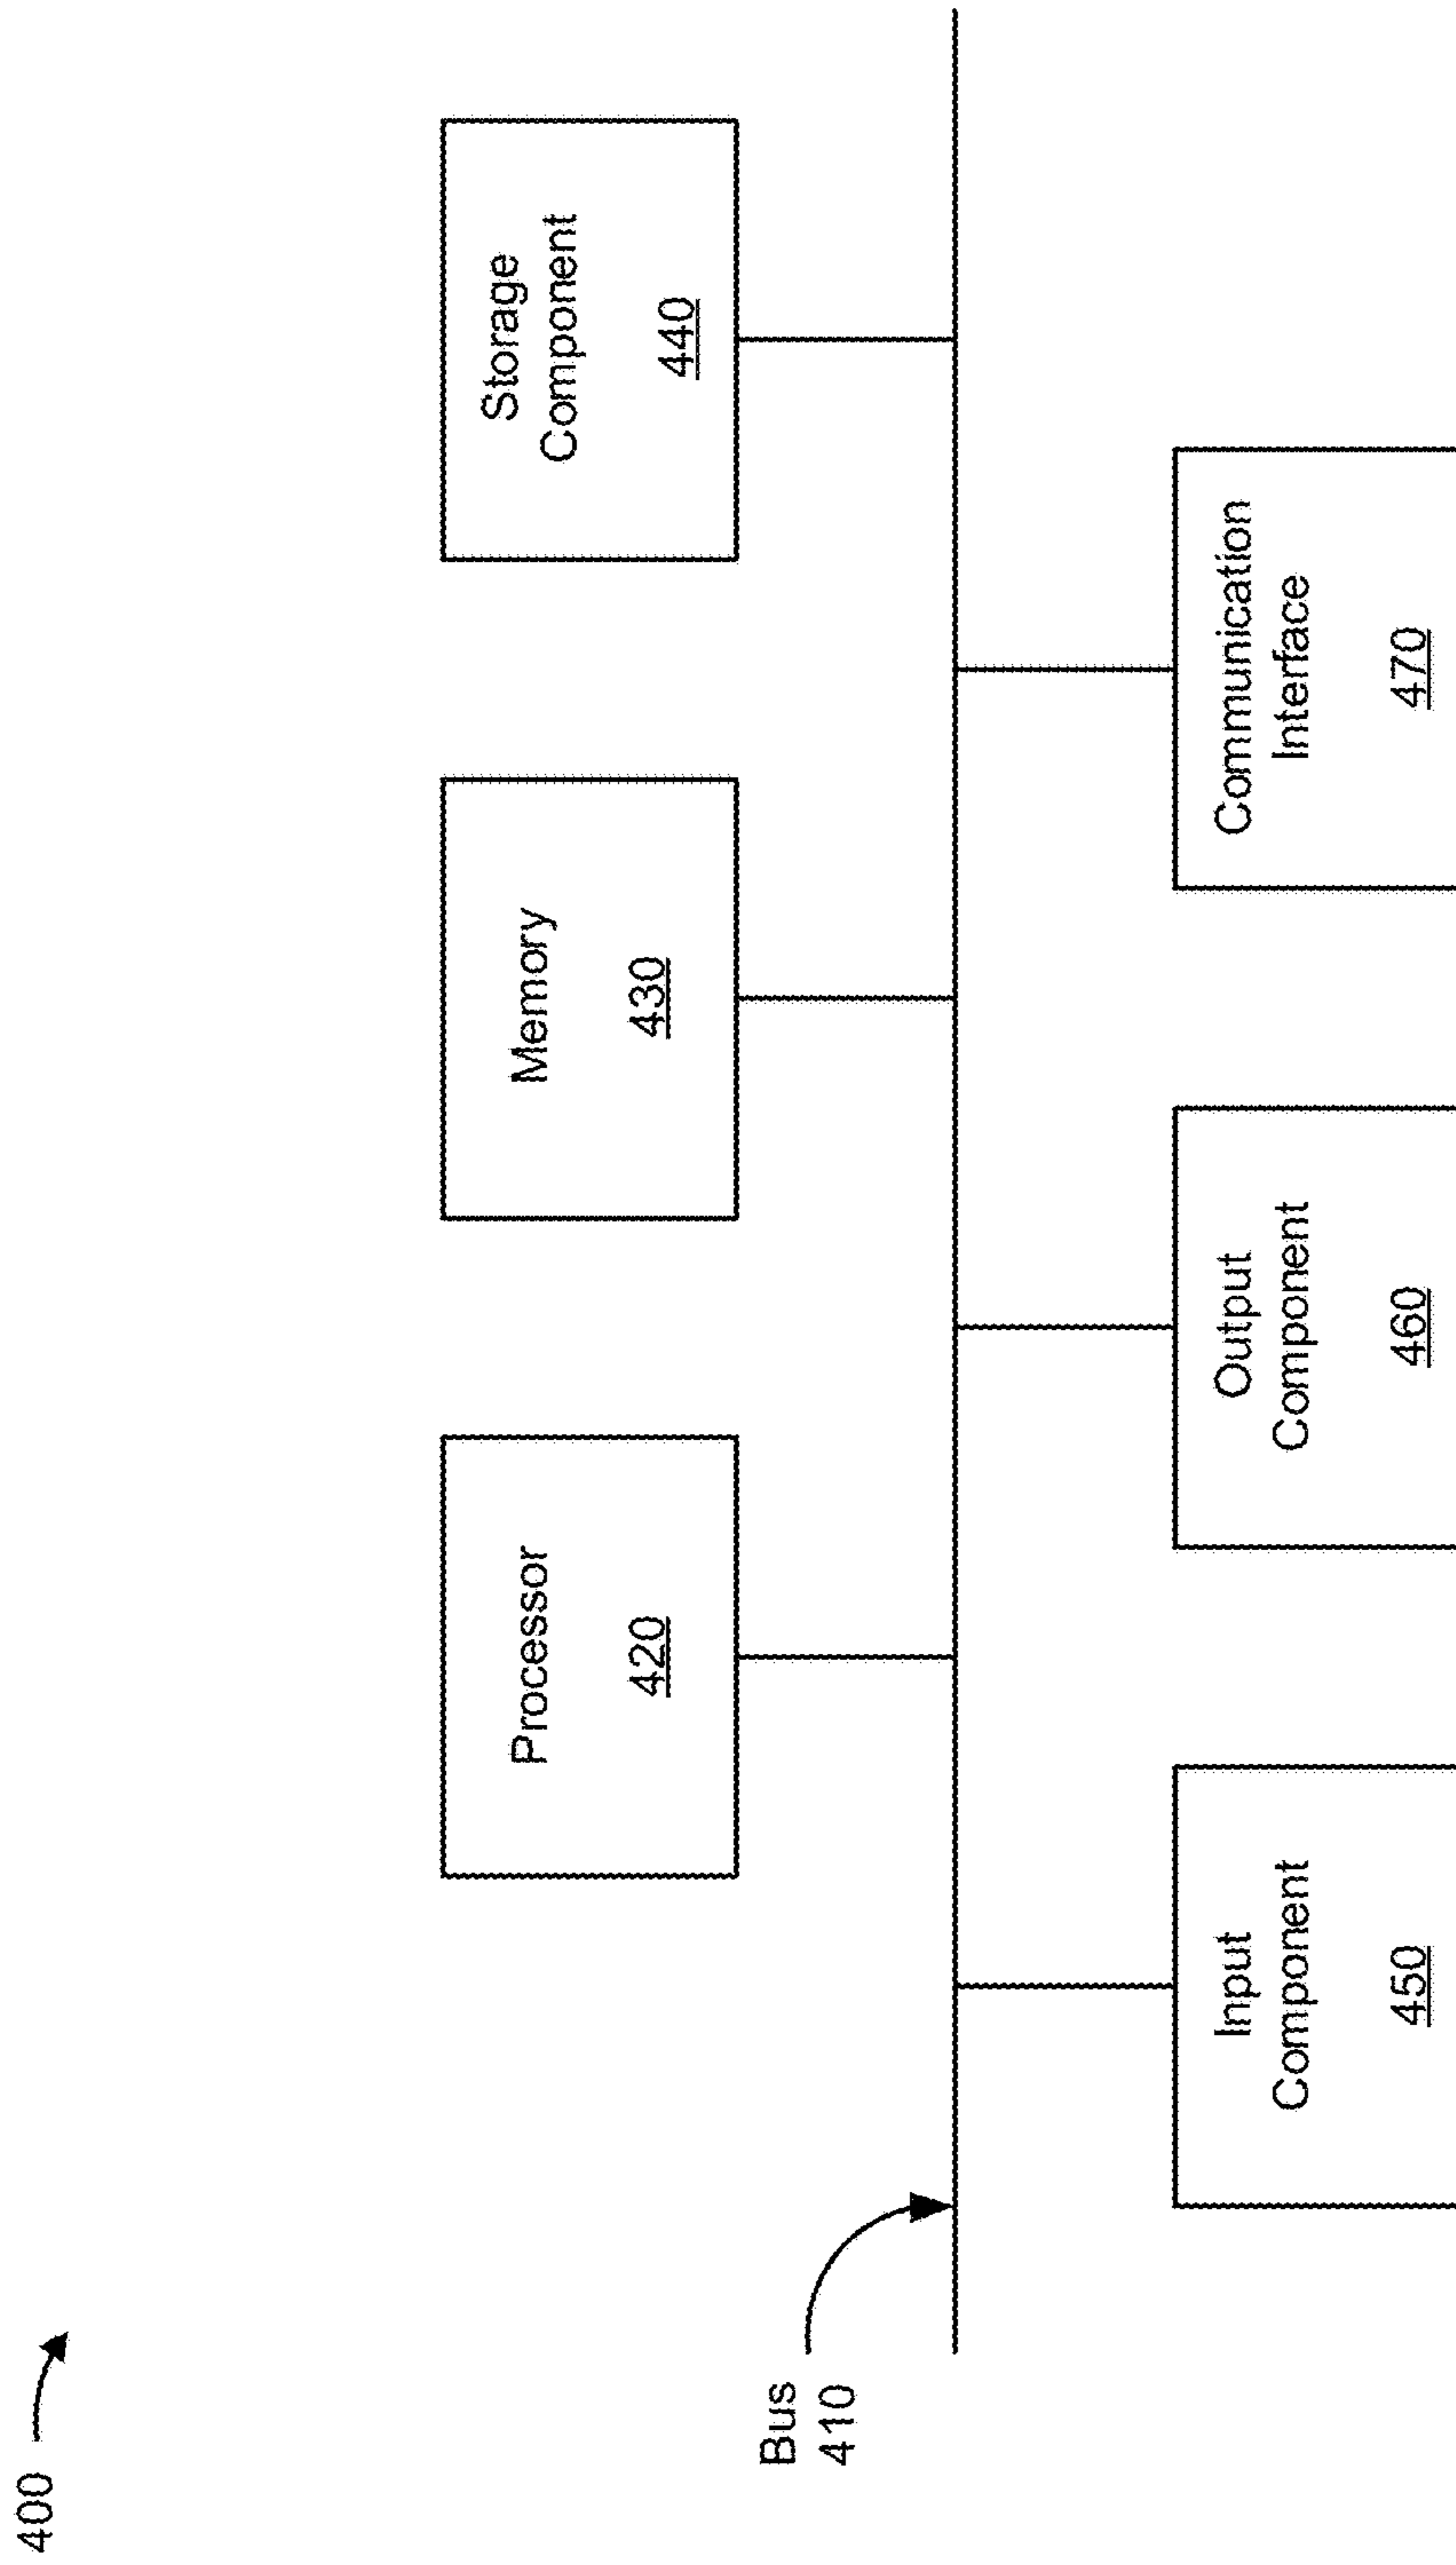 400
Processor
420
Memory
430
Storage
Component
440
Bus
410
Input
Component
450
Output
Component
460
Communication
Interface
470